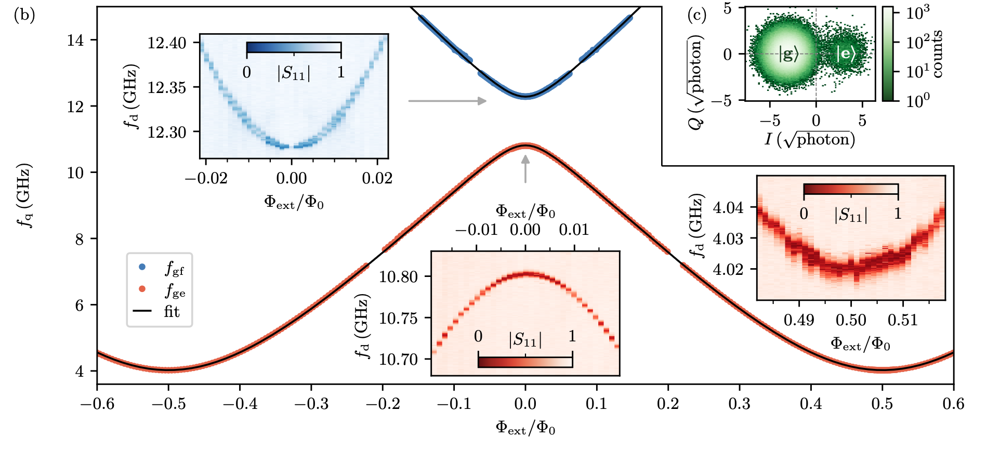 (b)
14
12
10
8
6
4
f_q (GHz)
−0.6 −0.5 −0.4 −0.3 −0.2 −0.1 0.0 0.1 0.2 0.3 0.4 0.5 0.6
Φ_ext/Φ_0
f_gf
f_ge
fit
12.40
12.35
12.30
f_d (GHz)
0 |S_11| 1
−0.02 0.00 0.02
Φ_ext/Φ_0
Φ_ext/Φ_0
−0.01 0.00 0.01
10.80
10.75
10.70
f_d (GHz)
0 |S_11| 1
4.04
4.03
4.02
f_d (GHz)
0 |S_11| 1
0.49 0.50 0.51
Φ_ext/Φ_0
(c)
5
0
−5
Q (√photon)
|g⟩ |e⟩
−5 0 5
I (√photon)
10^3
10^2
10^1
10^0
counts